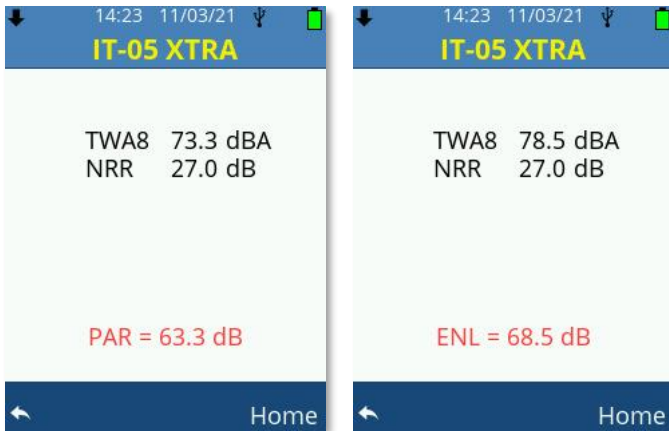 14:23 11/03/21
IT-05 XTRA
TWA8 73.3 dBA
NRR 27.0 dB
PAR = 63.3 dB
Home
14:23 11/03/21
IT-05 XTRA
TWA8 78.5 dBA
NRR 27.0 dB
ENL = 68.5 dB
Home